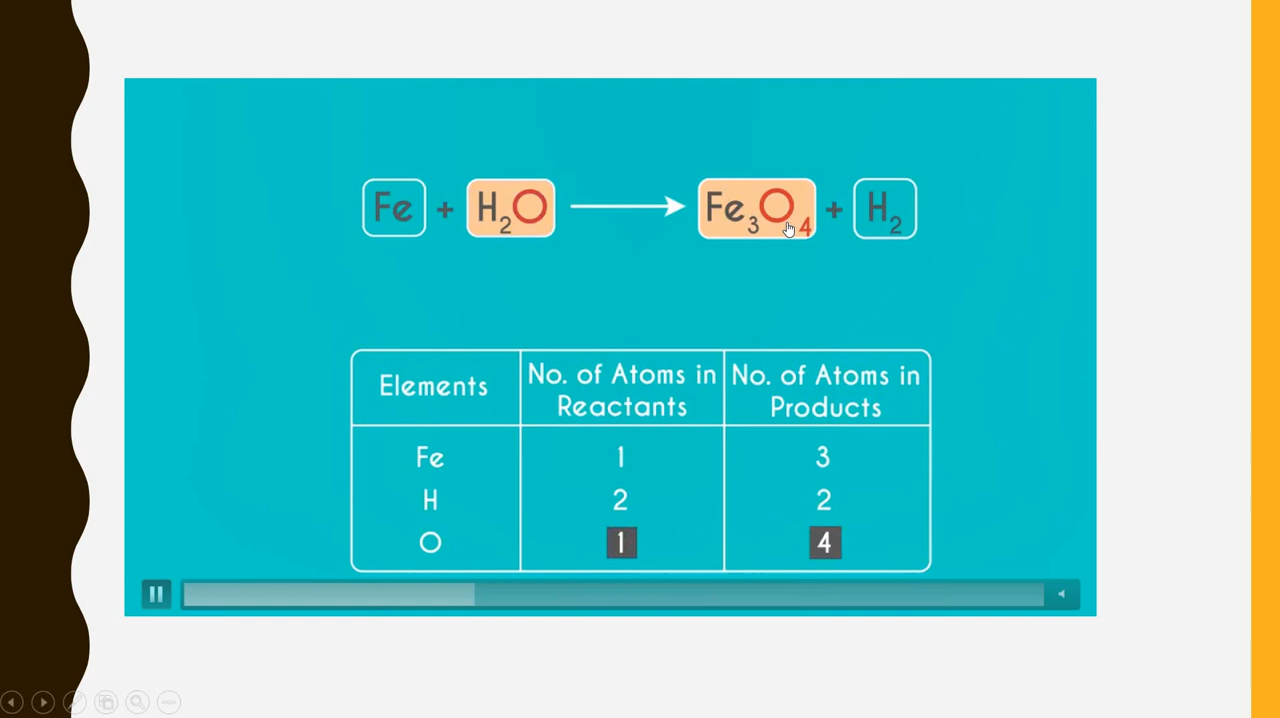 Fe + H₂O → Fe₃O₄ + H₂
Elements No. of Atoms in Reactants No. of Atoms in Products
Fe 1 3
H 2 2
O 1 4